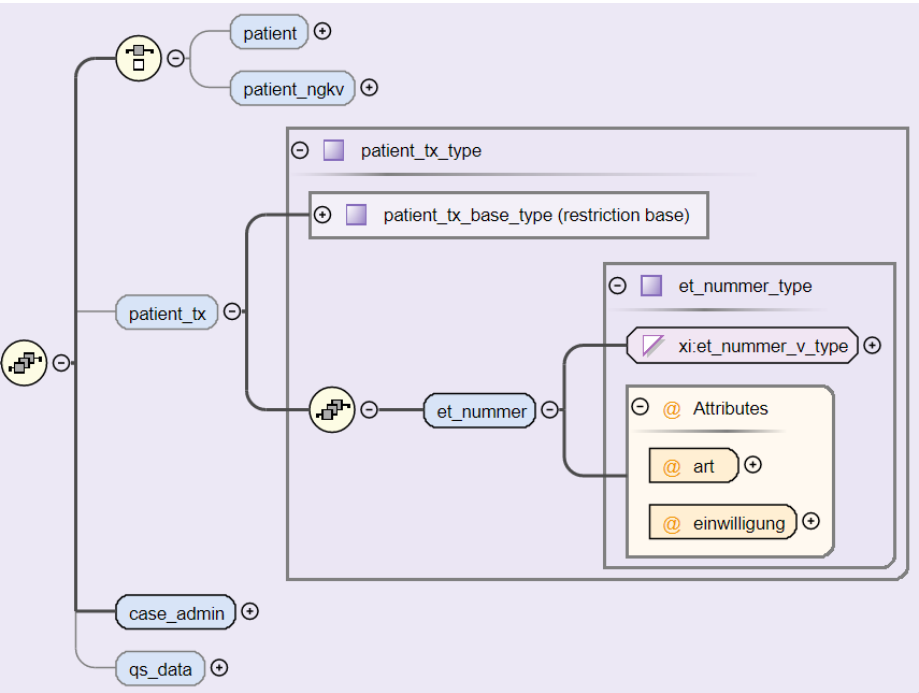 patient
patient_ngkv
patient_tx_type
patient_tx_base_type (restriction base)
patient_tx
et_nummer_type
xi:et_nummer_v_type
et_nummer
@ Attributes
@ art
@ einwilligung
case_admin
qs_data